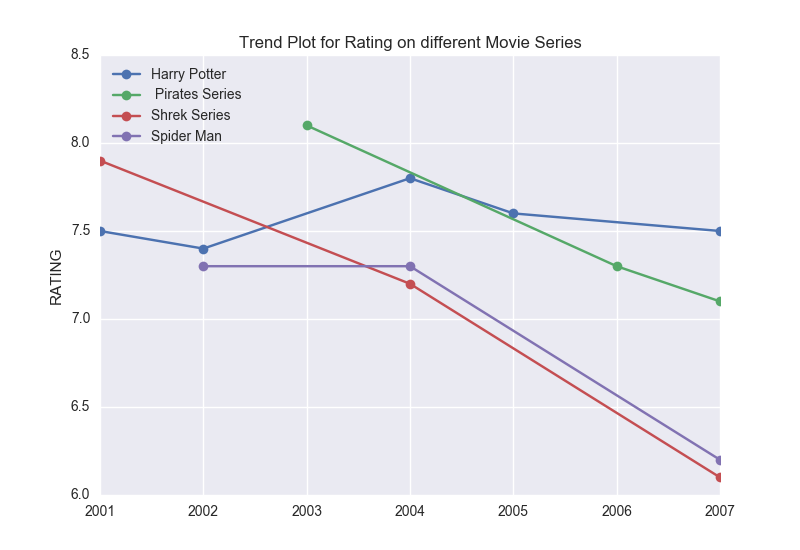 Trend Plot for Rating on different Movie Series
8.5
8.0
7.5
7.0
6.5
6.0
RATING
Harry Potter
Pirates Series
Shrek Series
Spider Man
2001 2002 2003 2004 2005 2006 2007